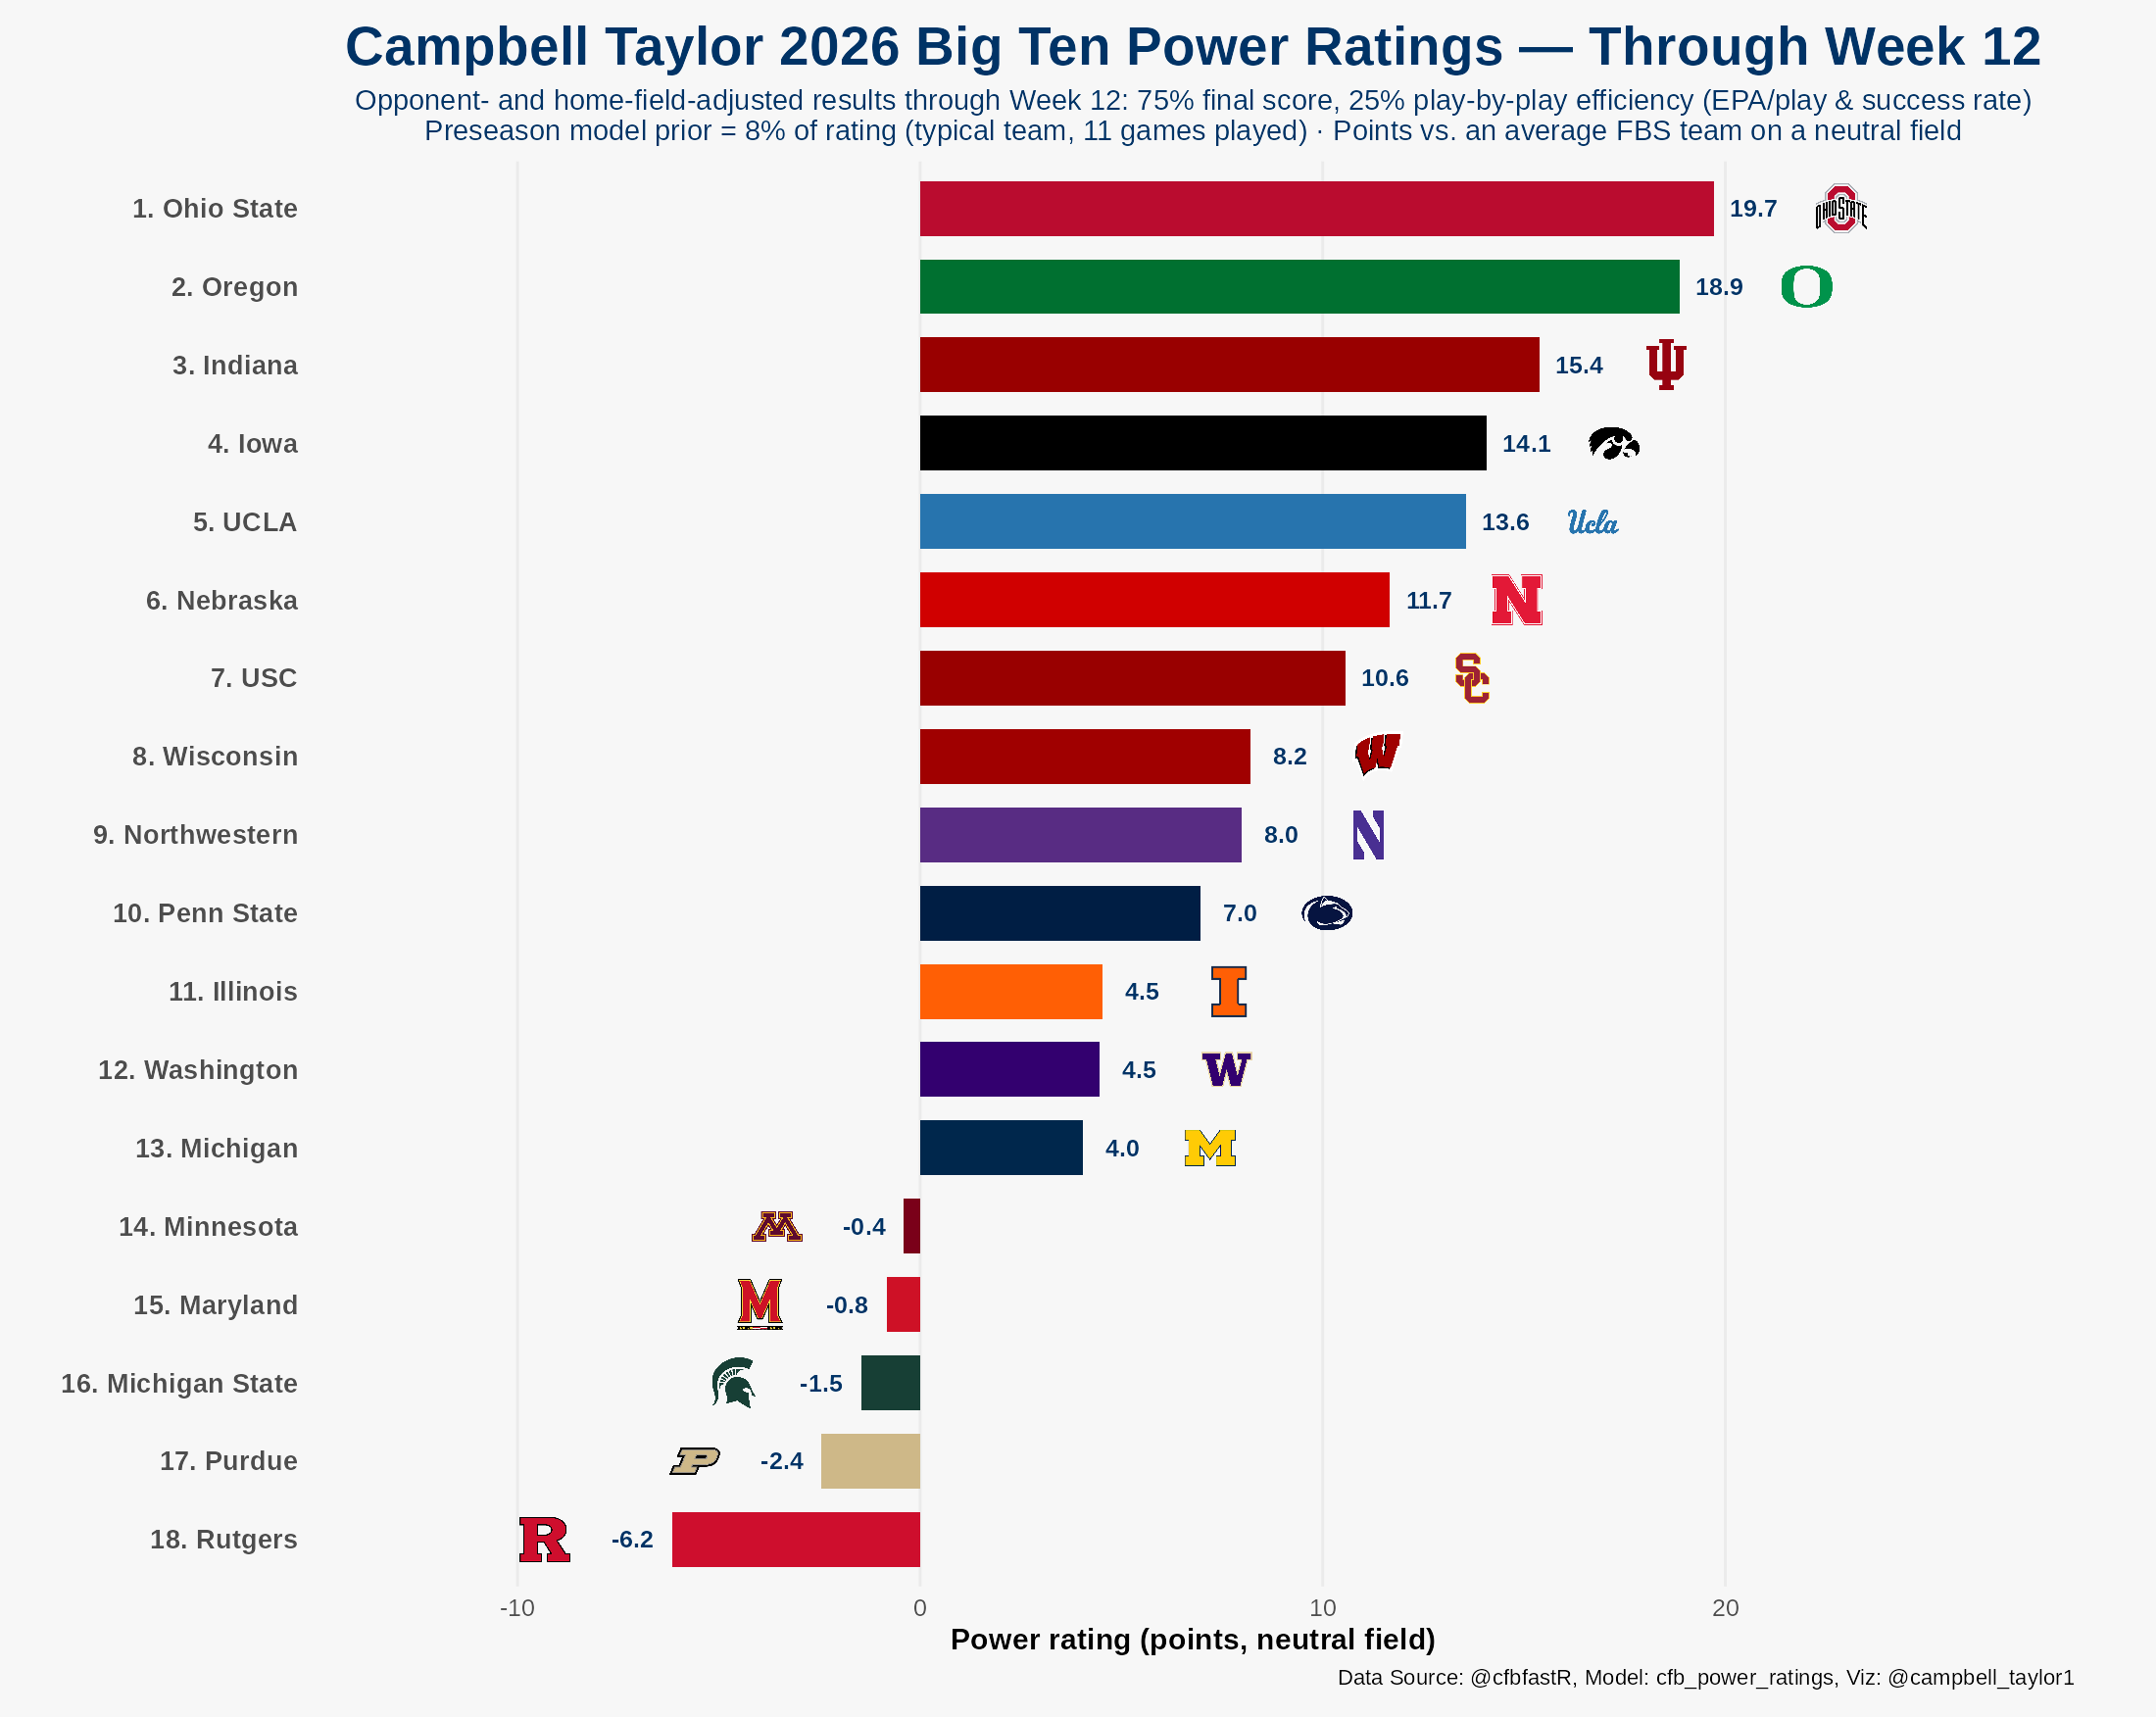 Campbell Taylor 2026 Big Ten Power Ratings — Through Week 12
Opponent- and home-field-adjusted results through Week 12: 75% final score, 25% play-by-play efficiency (EPA/play & success rate)
Preseason model prior = 8% of rating (typical team, 11 games played) · Points vs. an average FBS team on a neutral field
1. Ohio State 19.7 OHIO STATE
2. Oregon 18.9 O
3. Indiana 15.4
4. Iowa 14.1
5. UCLA 13.6 Ucla
6. Nebraska 11.7 N
7. USC 10.6 SC
8. Wisconsin 8.2 W
9. Northwestern 8.0 N
10. Penn State 7.0
11. Illinois 4.5 I
12. Washington 4.5 W
13. Michigan 4.0 M
14. Minnesota M -0.4
15. Maryland M -0.8
16. Michigan State -1.5
17. Purdue P -2.4
18. Rutgers R -6.2
-10 0 10 20
Power rating (points, neutral field)
Data Source: @cfbfastR, Model: cfb_power_ratings, Viz: @campbell_taylor1